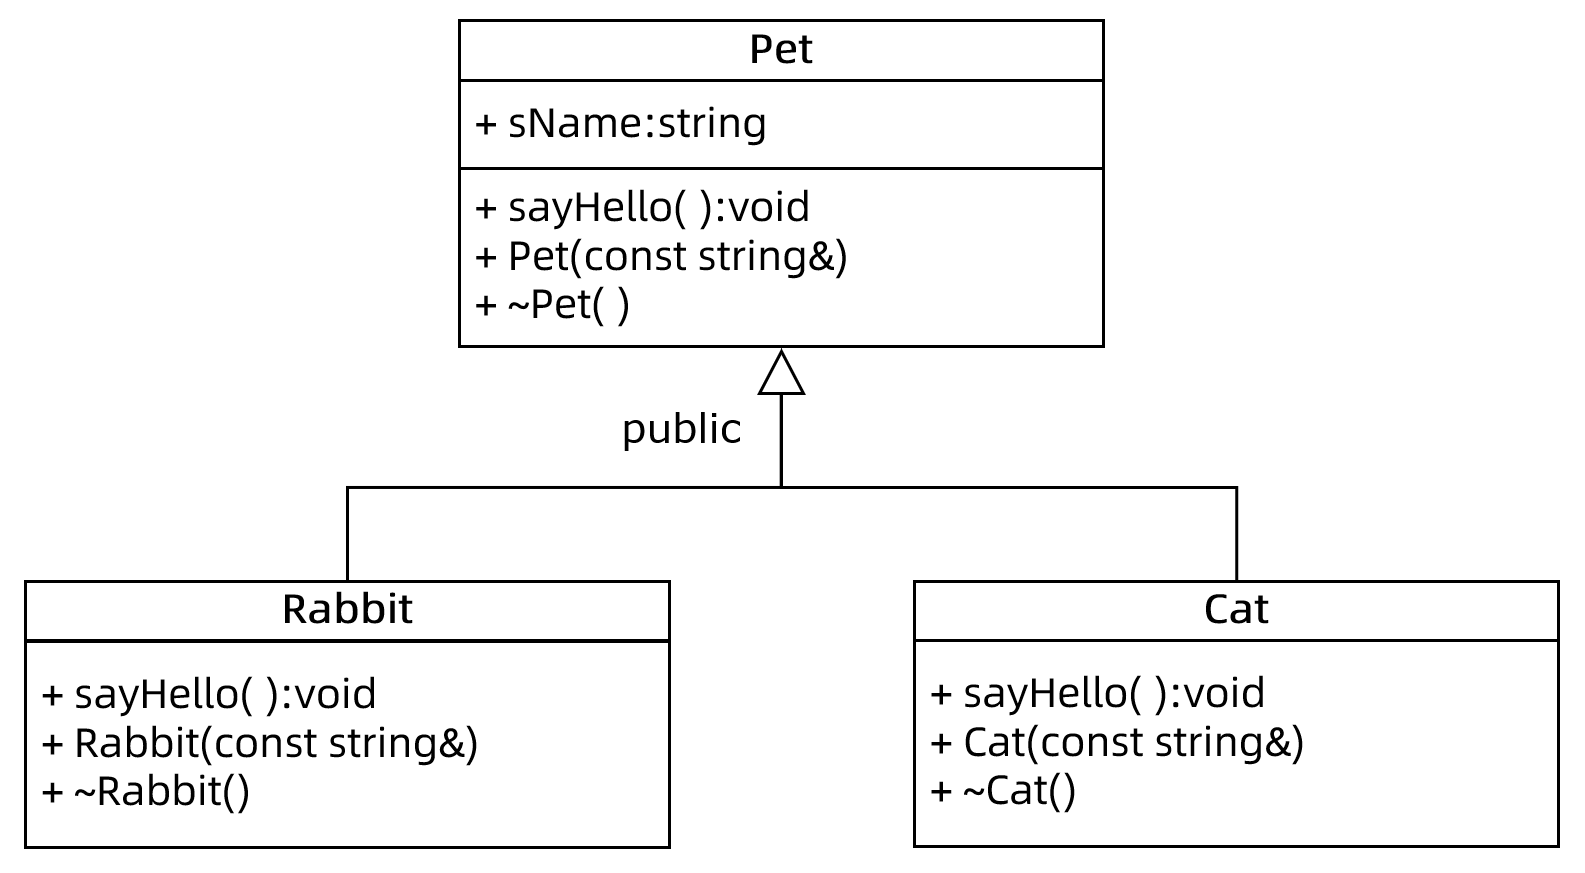 Pet
+ sName:string
+ sayHello( ):void
+ Pet(const string&)
+ ~Pet( )
public
Rabbit
+ sayHello( ):void
+ Rabbit(const string&)
+ ~Rabbit()
Cat
+ sayHello( ):void
+ Cat(const string&)
+ ~Cat()